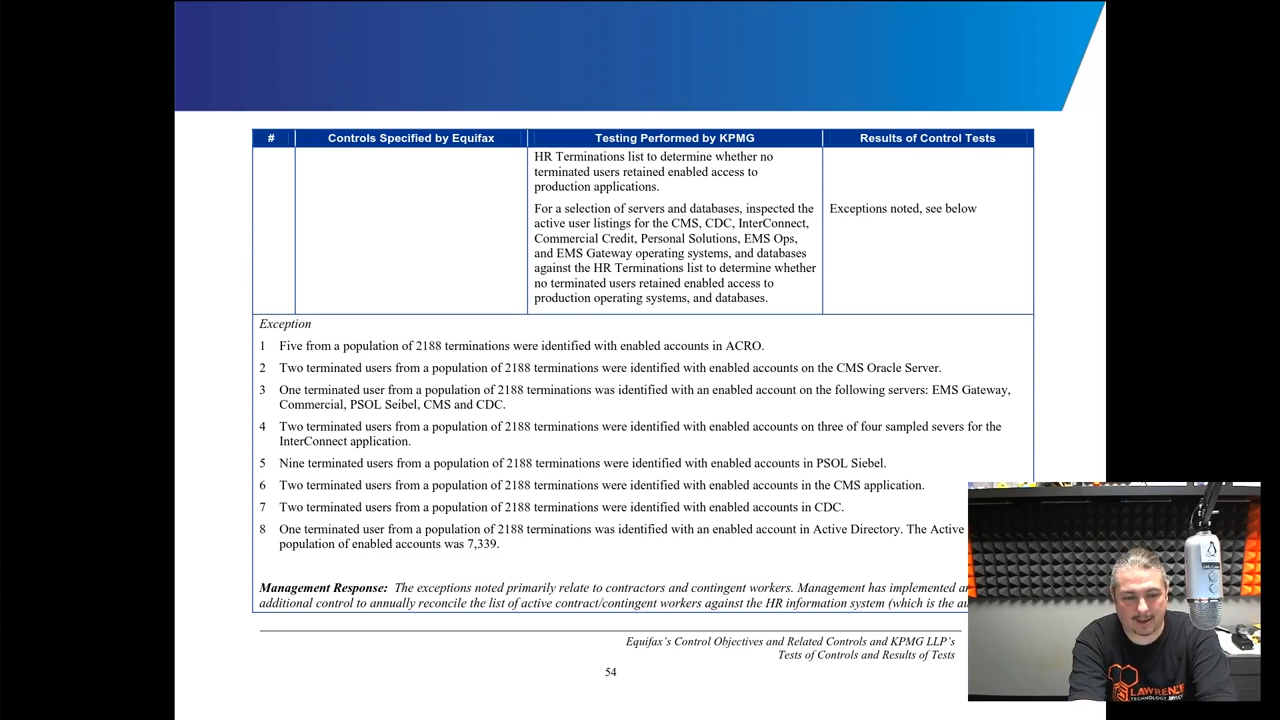 # Controls Specified by Equifax Testing Performed by KPMG Results of Control Tests
HR Terminations list to determine whether no
terminated users retained enabled access to
production applications.
For a selection of servers and databases, inspected the
active user listings for the CMS, CDC, InterConnect,
Commercial Credit, Personal Solutions, EMS Ops,
and EMS Gateway operating systems, and databases
against the HR Terminations list to determine whether
no terminated users retained enabled access to
production operating systems, and databases.
Exceptions noted, see below
Exception
1 Five from a population of 2188 terminations were identified with enabled accounts in ACRO.
2 Two terminated users from a population of 2188 terminations were identified with enabled accounts on the CMS Oracle Server.
3 One terminated user from a population of 2188 terminations was identified with an enabled account on the following servers: EMS Gateway,
Commercial, PSOL Seibel, CMS and CDC.
4 Two terminated users from a population of 2188 terminations were identified with enabled accounts on three of four sampled severs for the
InterConnect application.
5 Nine terminated users from a population of 2188 terminations were identified with enabled accounts in PSOL Siebel.
6 Two terminated users from a population of 2188 terminations were identified with enabled accounts in the CMS application.
7 Two terminated users from a population of 2188 terminations were identified with enabled accounts in CDC.
8 One terminated user from a population of 2188 terminations was identified with an enabled account in Active Directory. The Active
population of enabled accounts was 7,339.
Management Response: The exceptions noted primarily relate to contractors and contingent workers. Management has implemented
additional control to annually reconcile the list of active contract/contingent workers against the HR information system (which is the
Equifax's Control Objectives and Related Controls and KPMG LLP's
Tests of Controls and Results of Tests
54
LAWRENCE
TECHNOLOGY